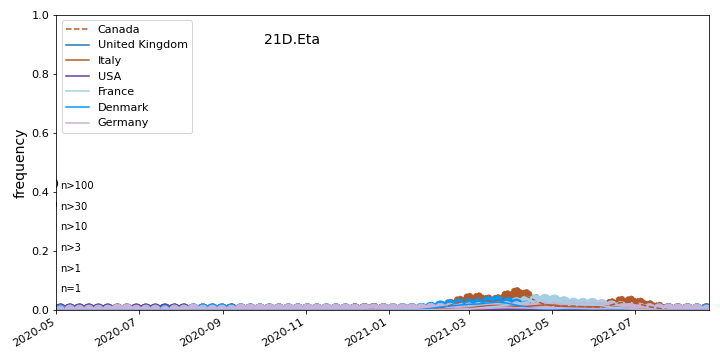 21D.Eta
Canada
United Kingdom
Italy
USA
France
Denmark
Germany
frequency
1.0
0.8
0.6
0.4
0.2
0.0
n>100
n>30
n>10
n>3
n>1
n=1
2020-05
2020-07
2020-09
2020-11
2021-01
2021-03
2021-05
2021-07